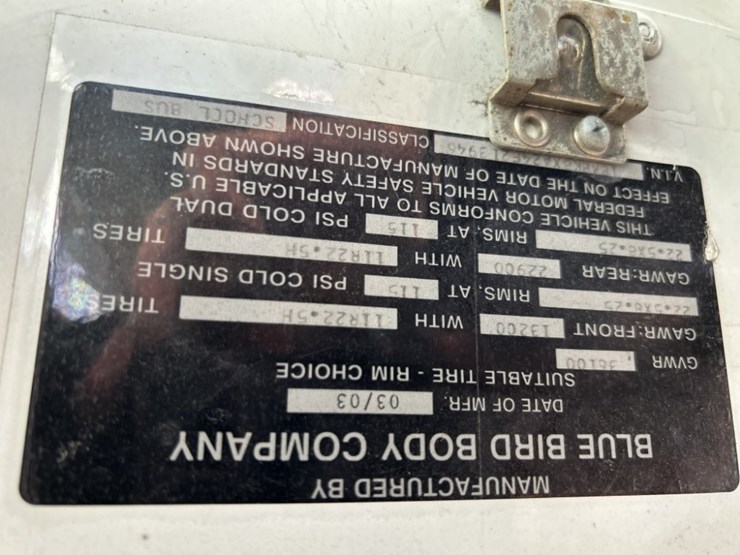 MANUFACTURED BY
BLUE BIRD BODY COMPANY
DATE OF MFR. 03/03
SUITABLE TIRE - RIM CHOICE
GVWR 36100
GAWR:FRONT 13200 WITH 11R22.5H TIRES
22.5X8.25 RIMS, AT 115 PSI COLD SINGLE
GAWR:REAR 22900 WITH 11R22.5H TIRES
22.5X8.25 RIMS, AT 115 PSI COLD DUAL
THIS VEHICLE CONFORMS TO ALL APPLICABLE U.S.
FEDERAL MOTOR VEHICLE SAFETY STANDARDS IN
EFFECT ON THE DATE OF MANUFACTURE SHOWN ABOVE.
V.I.N. CLASSIFICATION SCHOOL BUS